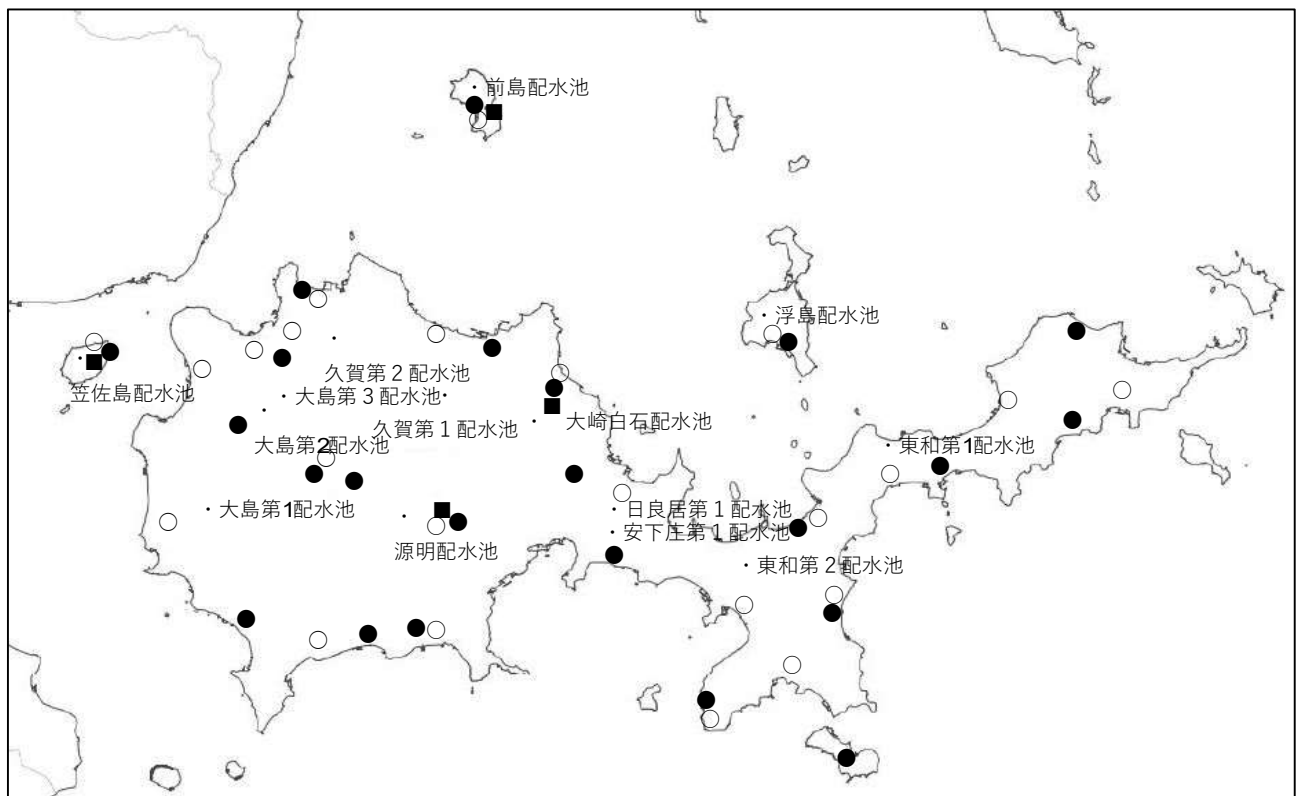 前島配水池
浮島配水池
久賀第２配水池
笠佐島配水池
大島第３配水池
大崎白石配水池
久賀第１配水池
大島第2配水池
東和第1配水池
大島第1配水池
日良居第１配水池
安下庄第１配水池
源明配水池
東和第２配水池